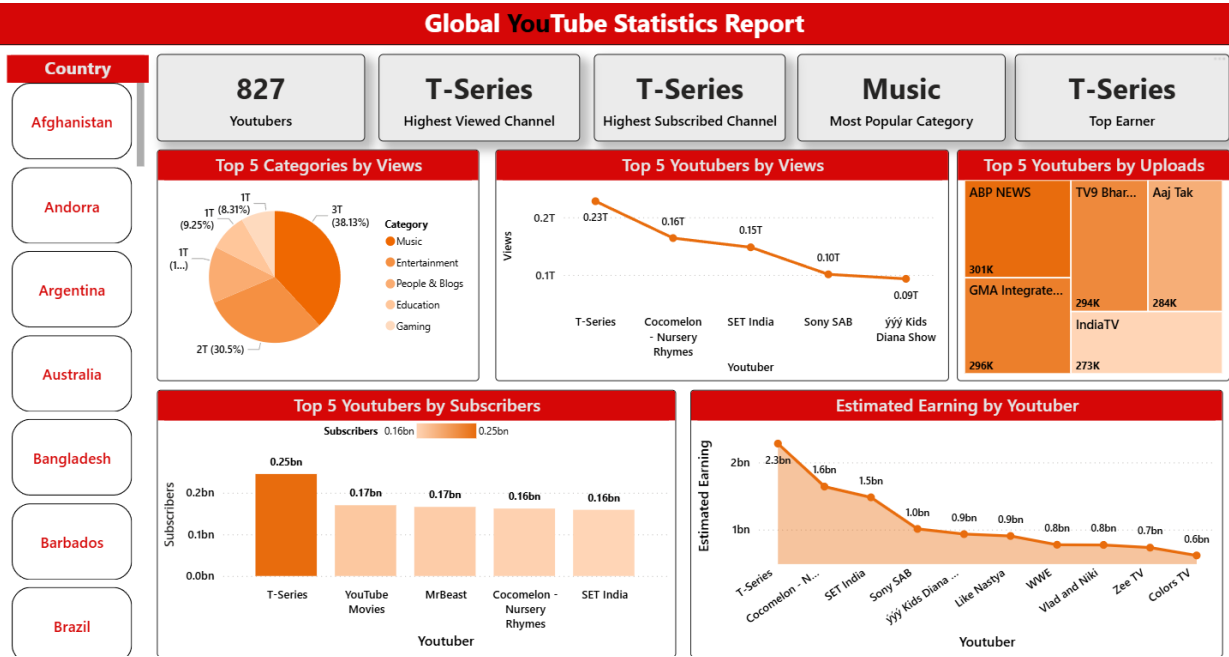 Global YouTube Statistics Report
Country
Afghanistan
Andorra
Argentina
Australia
Bangladesh
Barbados
Brazil
827
Youtubers
T-Series
Highest Viewed Channel
T-Series
Highest Subscribed Channel
Music
Most Popular Category
T-Series
Top Earner
Top 5 Categories by Views
1T
(8.31%)
1T
(9.25%)
1T
(1...)
2T (30.5%)
3T
(38.13%)
Category
Music
Entertainment
People & Blogs
Education
Gaming
Top 5 Youtubers by Views
Views
0.2T
0.1T
0.23T
0.16T
0.15T
0.10T
0.09T
T-Series
Cocomelon
- Nursery
Rhymes
SET India
Sony SAB
ýýý Kids
Diana Show
Youtuber
Top 5 Youtubers by Uploads
ABP NEWS
301K
GMA Integrate...
296K
TV9 Bhar...
294K
Aaj Tak
284K
IndiaTV
273K
Top 5 Youtubers by Subscribers
Subscribers 0.16bn 0.25bn
Subscribers
0.2bn
0.1bn
0.0bn
0.25bn
0.17bn
0.17bn
0.16bn
0.16bn
T-Series
YouTube
Movies
MrBeast
Cocomelon -
Nursery
Rhymes
SET India
Youtuber
Estimated Earning by Youtuber
Estimated Earning
2bn
1bn
2.3bn
1.6bn
1.5bn
1.0bn
0.9bn
0.9bn
0.8bn
0.8bn
0.7bn
0.6bn
T-Series
Cocomelon - N...
SET India
Sony SAB
ýýý Kids Diana ...
Like Nastya
WWE
Vlad and Niki
Zee TV
Colors TV
Youtuber